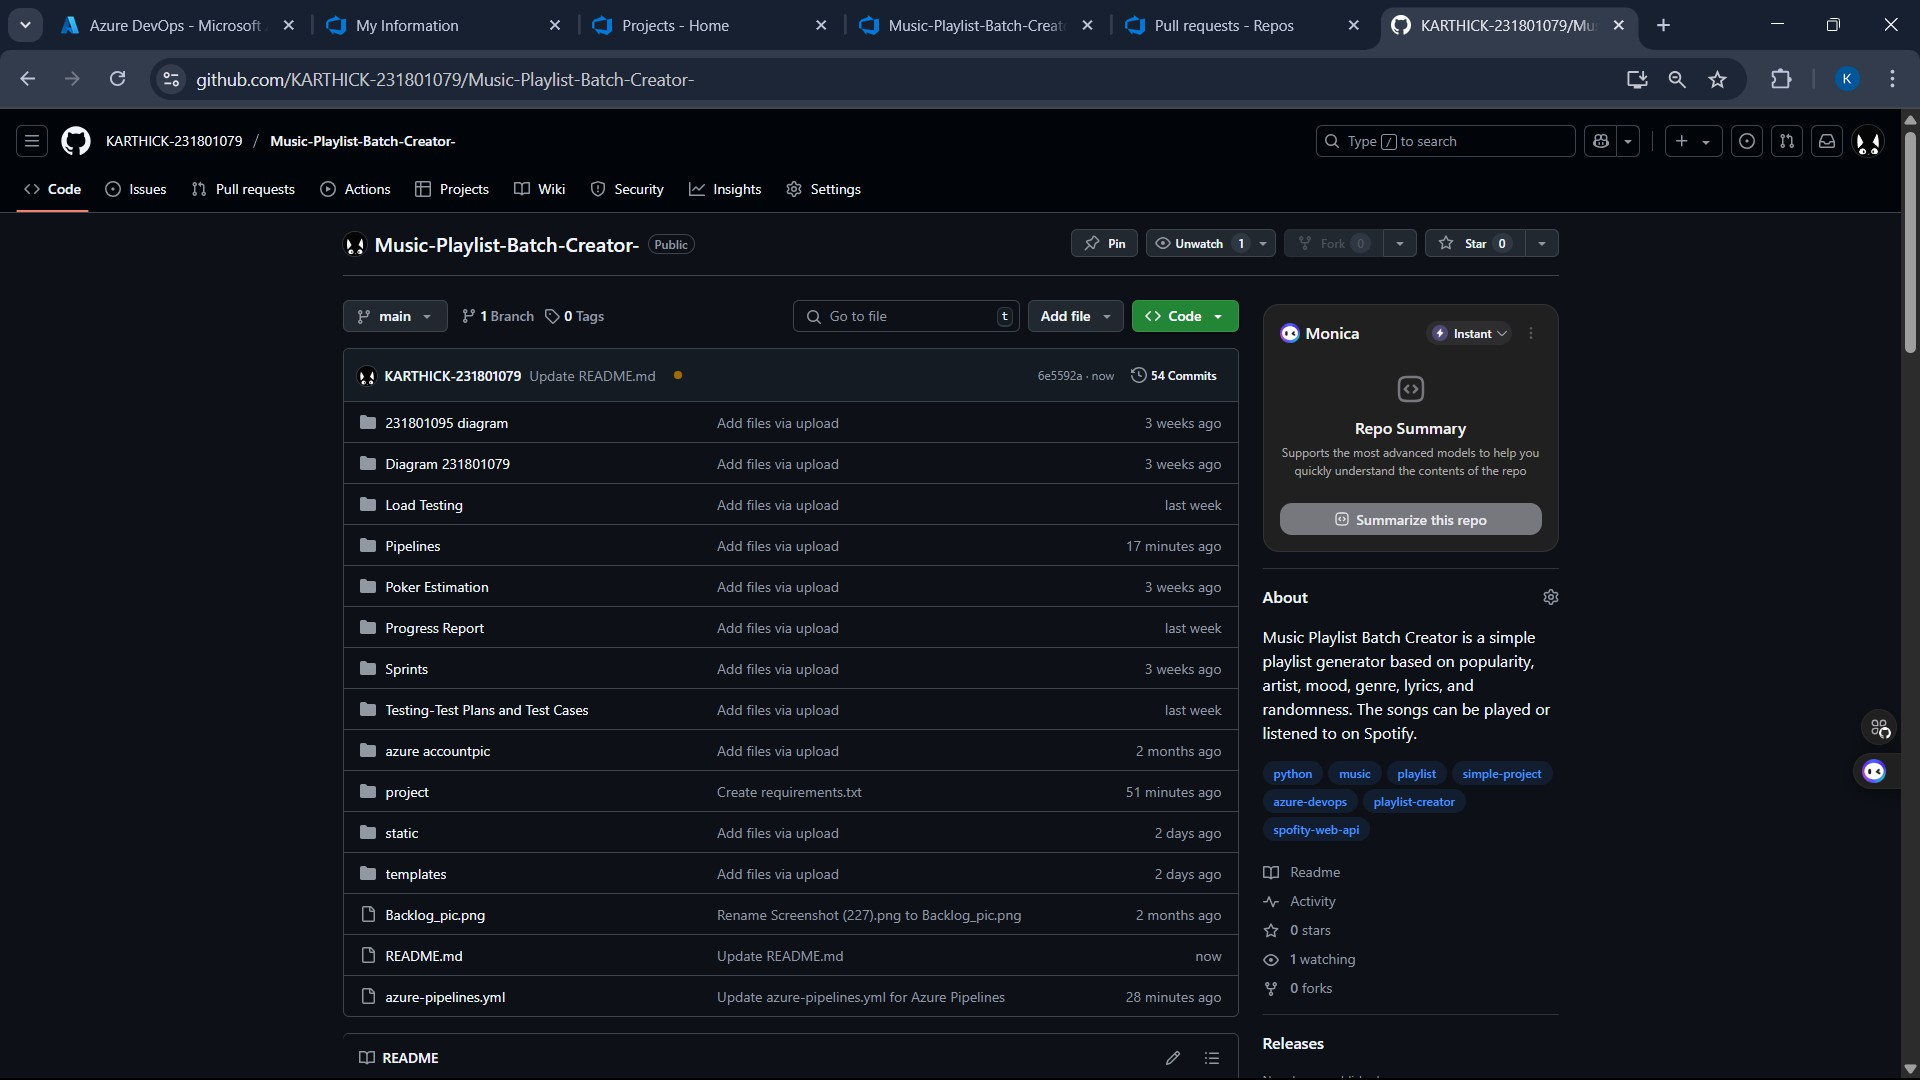 Azure DevOps - Microsoft
My Information
Projects - Home
Music-Playlist-Batch-Creat
Pull requests - Repos
KARTHICK-231801079/Mu
github.com/KARTHICK-231801079/Music-Playlist-Batch-Creator-
K
KARTHICK-231801079 / Music-Playlist-Batch-Creator-
Type / to search
Code
Issues
Pull requests
Actions
Projects
Wiki
Security
Insights
Settings
Music-Playlist-Batch-Creator- Public
Pin
Unwatch 1
Fork 0
Star 0
main
1 Branch
0 Tags
Go to file t
Add file
Code
KARTHICK-231801079 Update README.md 6e5592a · now 54 Commits
231801095 diagram Add files via upload 3 weeks ago
Diagram 231801079 Add files via upload 3 weeks ago
Load Testing Add files via upload last week
Pipelines Add files via upload 17 minutes ago
Poker Estimation Add files via upload 3 weeks ago
Progress Report Add files via upload last week
Sprints Add files via upload 3 weeks ago
Testing-Test Plans and Test Cases Add files via upload last week
azure accountpic Add files via upload 2 months ago
project Create requirements.txt 51 minutes ago
static Add files via upload 2 days ago
templates Add files via upload 2 days ago
Backlog_pic.png Rename Screenshot (227).png to Backlog_pic.png 2 months ago
README.md Update README.md now
azure-pipelines.yml Update azure-pipelines.yml for Azure Pipelines 28 minutes ago
README
Monica
Instant
Repo Summary
Supports the most advanced models to help you
quickly understand the contents of the repo
Summarize this repo
About
Music Playlist Batch Creator is a simple
playlist generator based on popularity,
artist, mood, genre, lyrics, and
randomness. The songs can be played or
listened to on Spotify.
python music playlist simple-project
azure-devops playlist-creator
spofity-web-api
Readme
Activity
0 stars
1 watching
0 forks
Releases